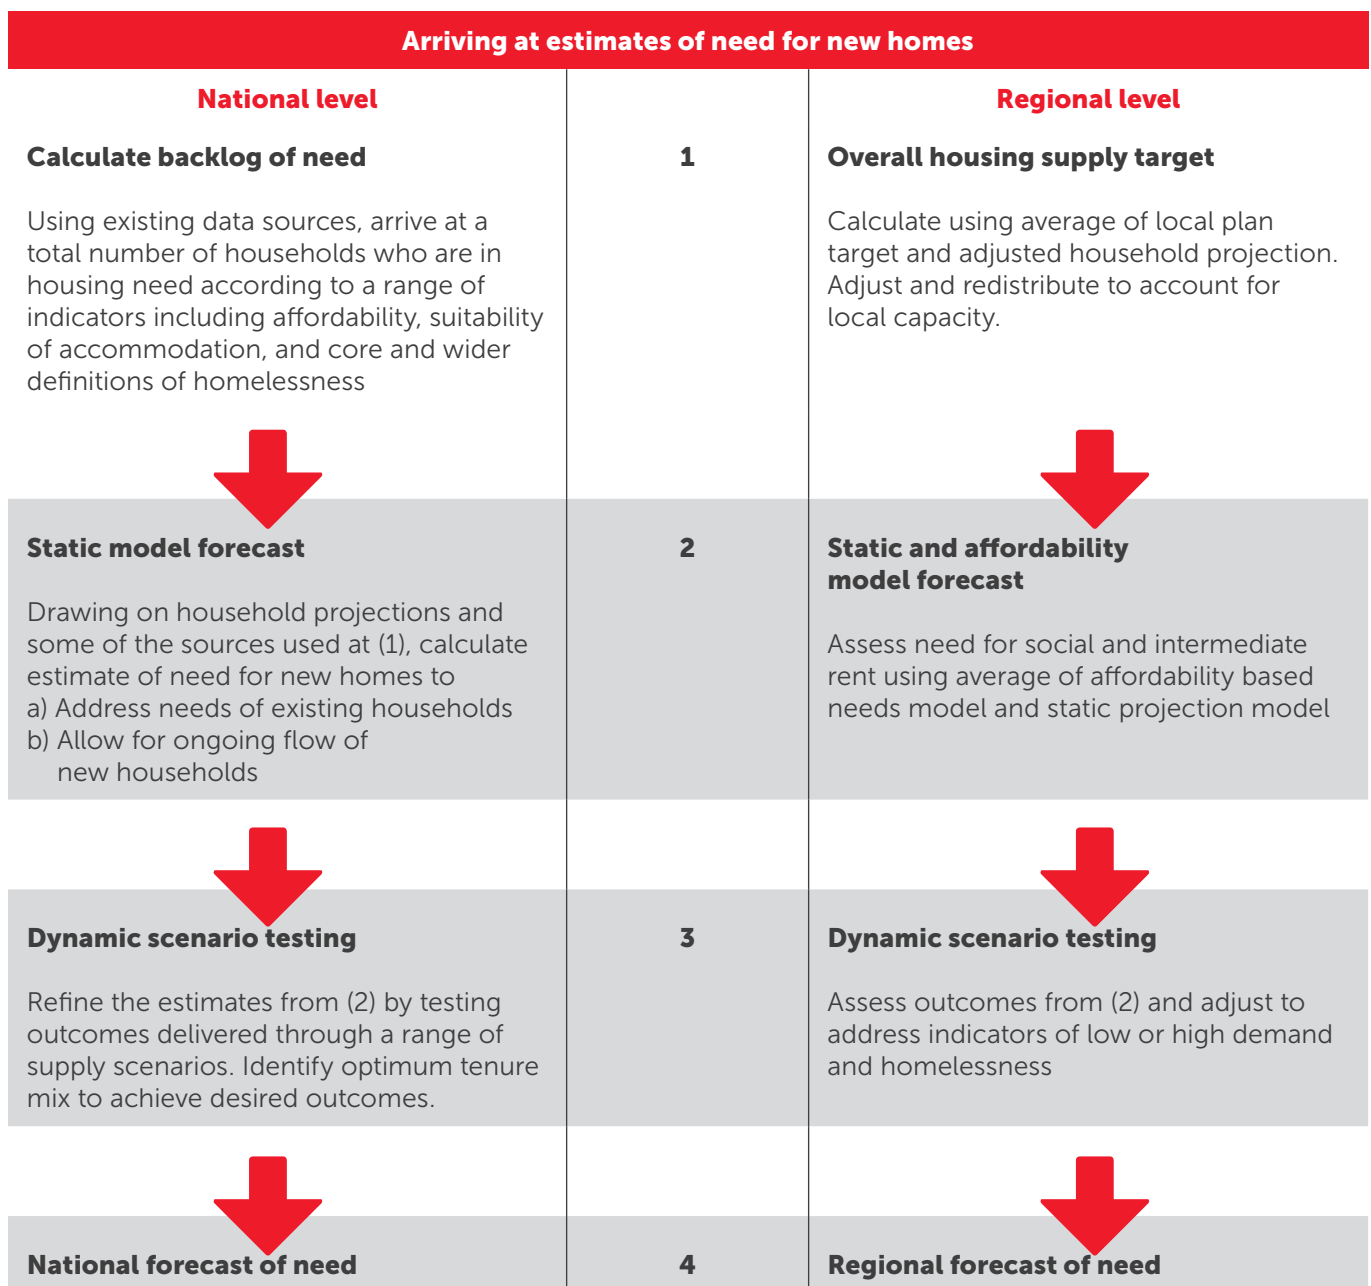 Arriving at estimates of need for new homes
National level
Regional level
Calculate backlog of need
1
Overall housing supply target
Using existing data sources, arrive at a
total number of households who are in
housing need according to a range of
indicators including affordability, suitability
of accommodation, and core and wider
definitions of homelessness
Calculate using average of local plan
target and adjusted household projection.
Adjust and redistribute to account for
local capacity.
Static model forecast
2
Static and affordability
model forecast
Drawing on household projections and
some of the sources used at (1), calculate
estimate of need for new homes to
a) Address needs of existing households
b) Allow for ongoing flow of
new households
Assess need for social and intermediate
rent using average of affordability based
needs model and static projection model
Dynamic scenario testing
3
Dynamic scenario testing
Refine the estimates from (2) by testing
outcomes delivered through a range of
supply scenarios. Identify optimum tenure
mix to achieve desired outcomes.
Assess outcomes from (2) and adjust to
address indicators of low or high demand
and homelessness
National forecast of need
4
Regional forecast of need